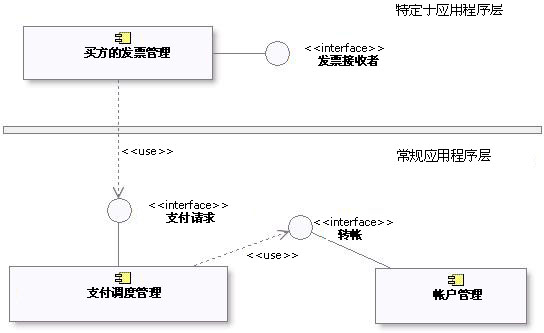 特定十应用程序层
买方的发票管理
<<interface>>
发票接收者
<<use>>
常规应用程序层
<<interface>>
支付请求
<<interface>>
转帐
<<use>>
支付调度管理
帐户管理